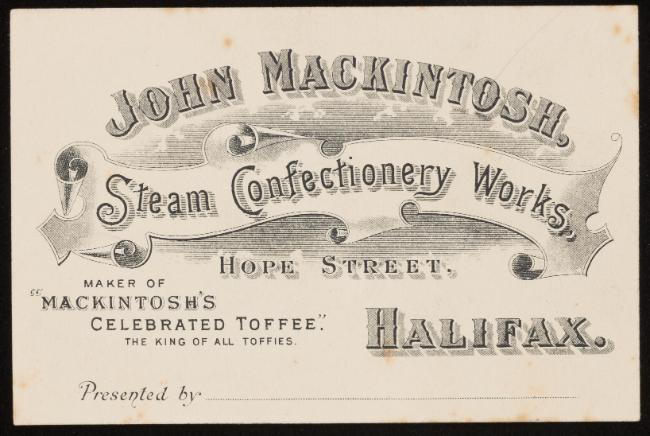 JOHN MACKINTOSH,
Steam Confectionery Works,
HOPE STREET.
MAKER OF
"MACKINTOSH'S
CELEBRATED TOFFEE".
THE KING OF ALL TOFFIES.
HALIFAX.
Presented by